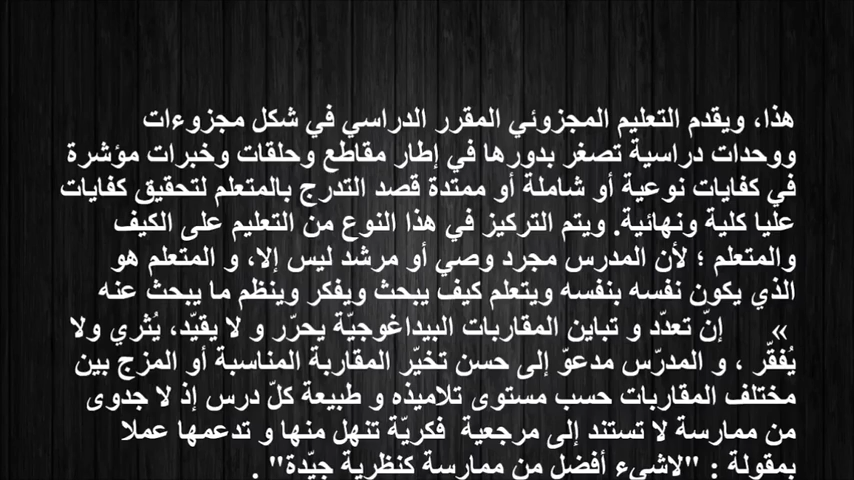 هذا، ويقدم التعليم المجزوئي المقرر الدراسي في شكل مجزوءات
ووحدات دراسية تصغر بدورها في إطار مقاطع وحلقات وخبرات مؤشرة
في كفايات نوعية أو شاملة أو ممتدة قصد التدرج بالمتعلم لتحقيق كفايات
عليا كلية ونهائية. ويتم التركيز في هذا النوع من التعليم على الكيف
والمتعلم ؛ لأن المدرس مجرد وصي أو مرشد ليس إلا، و المتعلم هو
الذي يكون نفسه بنفسه ويتعلم كيف يبحث ويفكر وينظم ما يبحث عنه
» إنّ تعدّد و تباين المقاربات البيداغوجيّة يحرّر و لا يقيّد، يُثري ولا
يُفقّر ، و المدرّس مدعوّ إلى حسن تخيّر المقاربة المناسبة أو المزج بين
مختلف المقاربات حسب مستوى تلاميذه و طبيعة كلّ درس إذ لا جدوى
من ممارسة لا تستند إلى مرجعية فكريّة تنهل منها و تدعمها عملا
بمقولة : "لاشيء أفضل من ممارسة كنظرية جيّدة" .